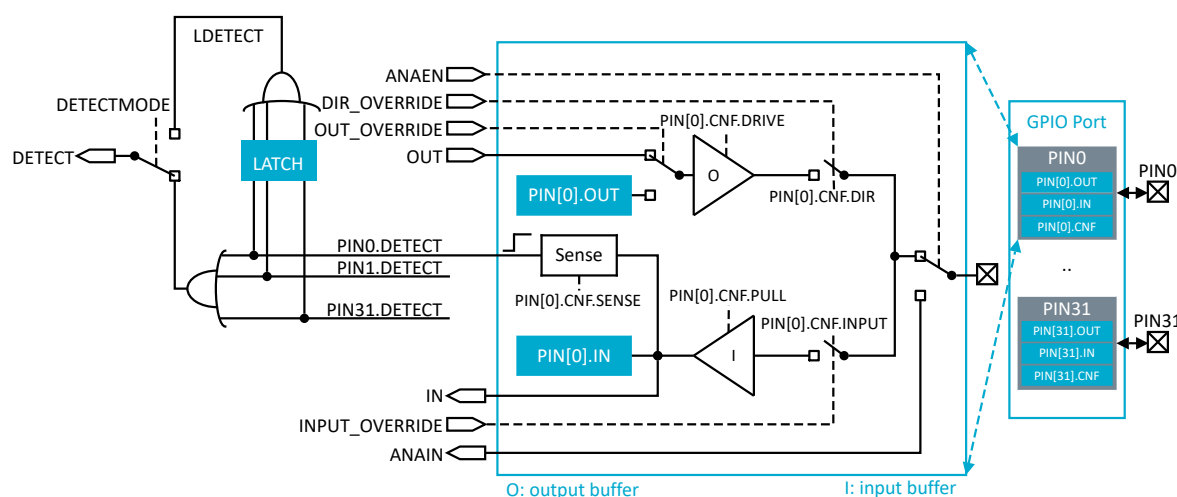 LDETECT
DETECTMODE
DETECT
LATCH
ANAEN
DIR_OVERRIDE
OUT_OVERRIDE
OUT
PIN[0].CNF.DRIVE
O
PIN[0].OUT
PIN[0].CNF.DIR
PIN0.DETECT
PIN1.DETECT
PIN31.DETECT
Sense
PIN[0].CNF.SENSE
PIN[0].CNF.PULL
PIN[0].CNF.INPUT
PIN[0].IN
I
IN
INPUT_OVERRIDE
ANAIN
O: output buffer
I: input buffer
GPIO Port
PIN0
PIN[0].OUT
PIN[0].IN
PIN[0].CNF
PIN0
..
PIN31
PIN[31].OUT
PIN[31].IN
PIN[31].CNF
PIN31